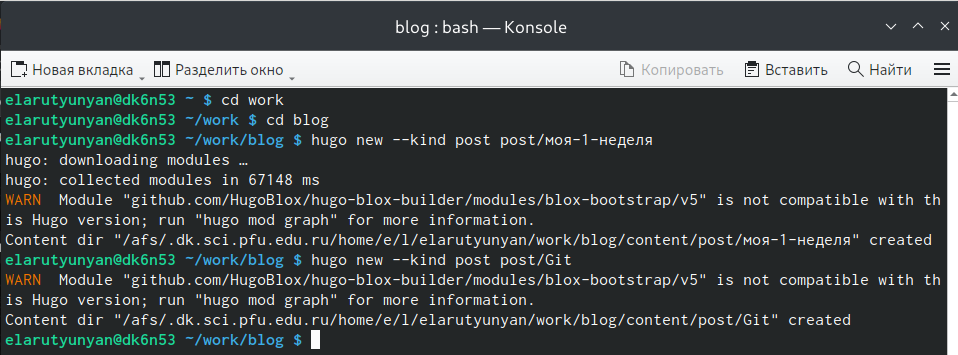 blog : bash — Konsole
Новая вкладка Разделить окно Копировать Вставить Найти
elarutyunyan@dk6n53 ~ $ cd work
elarutyunyan@dk6n53 ~/work $ cd blog
elarutyunyan@dk6n53 ~/work/blog $ hugo new --kind post post/моя-1-неделя
hugo: downloading modules …
hugo: collected modules in 67148 ms
WARN  Module "github.com/HugoBlox/hugo-blox-builder/modules/blox-bootstrap/v5" is not compatible with th
is Hugo version; run "hugo mod graph" for more information.
Content dir "/afs/.dk.sci.pfu.edu.ru/home/e/l/elarutyunyan/work/blog/content/post/моя-1-неделя" created
elarutyunyan@dk6n53 ~/work/blog $ hugo new --kind post post/Git
WARN  Module "github.com/HugoBlox/hugo-blox-builder/modules/blox-bootstrap/v5" is not compatible with th
is Hugo version; run "hugo mod graph" for more information.
Content dir "/afs/.dk.sci.pfu.edu.ru/home/e/l/elarutyunyan/work/blog/content/post/Git" created
elarutyunyan@dk6n53 ~/work/blog $